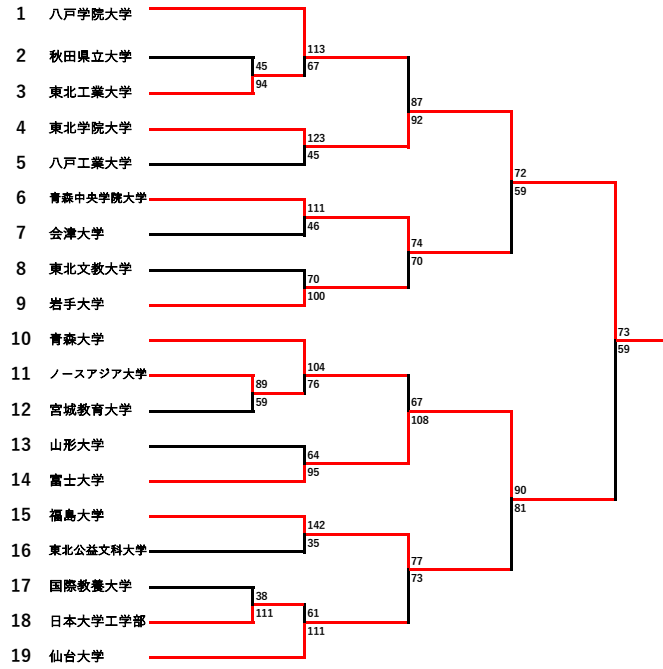 1 八戸学院大学
2 秋田県立大学
3 東北工業大学
4 東北学院大学
5 八戸工業大学
6 青森中央学院大学
7 会津大学
8 東北文教大学
9 岩手大学
10 青森大学
11 ノースアジア大学
12 宮城教育大学
13 山形大学
14 富士大学
15 福島大学
16 東北公益文科大学
17 国際教養大学
18 日本大学工学部
19 仙台大学
45
94
113
67
123
45
111
46
70
100
89
59
104
76
64
95
142
35
38
111
61
111
87
92
74
70
67
108
77
73
72
59
90
81
73
59